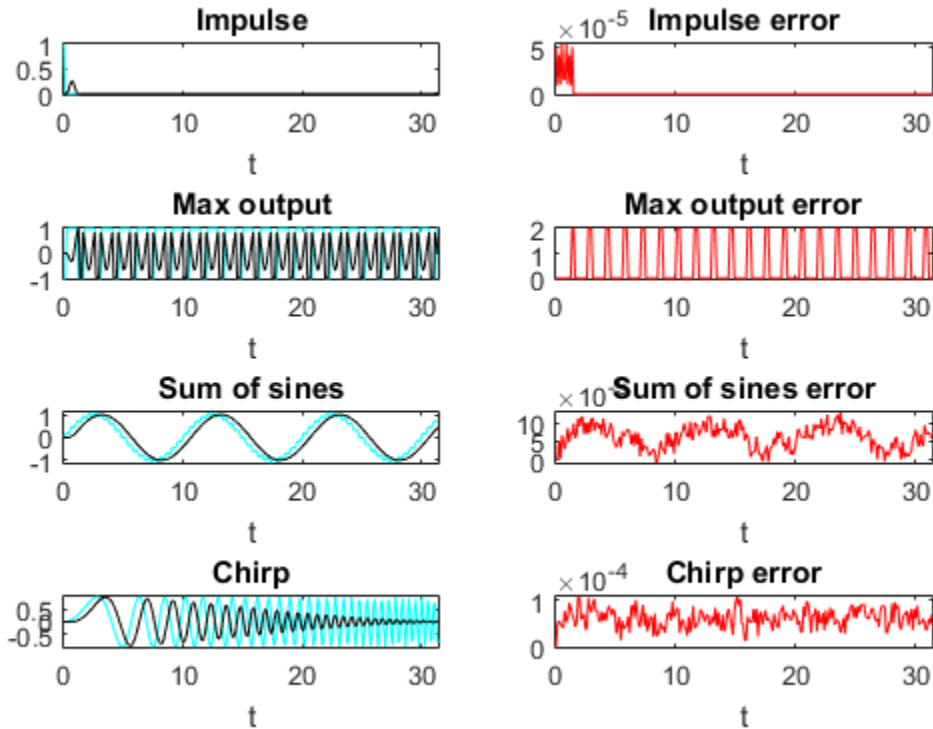 Impulse
1
0.5
0
0 10 20 30
t
Impulse error
× 10^-5
5
0
0 10 20 30
t
Max output
1
0
-1
0 10 20 30
t
Max output error
2
1
0
0 10 20 30
t
Sum of sines
1
0
-1
0 10 20 30
t
Sum of sines error
× 10
10
5
0
0 10 20 30
t
Chirp
0.5
-0.5
0 10 20 30
t
Chirp error
× 10^-4
1
0
0 10 20 30
t